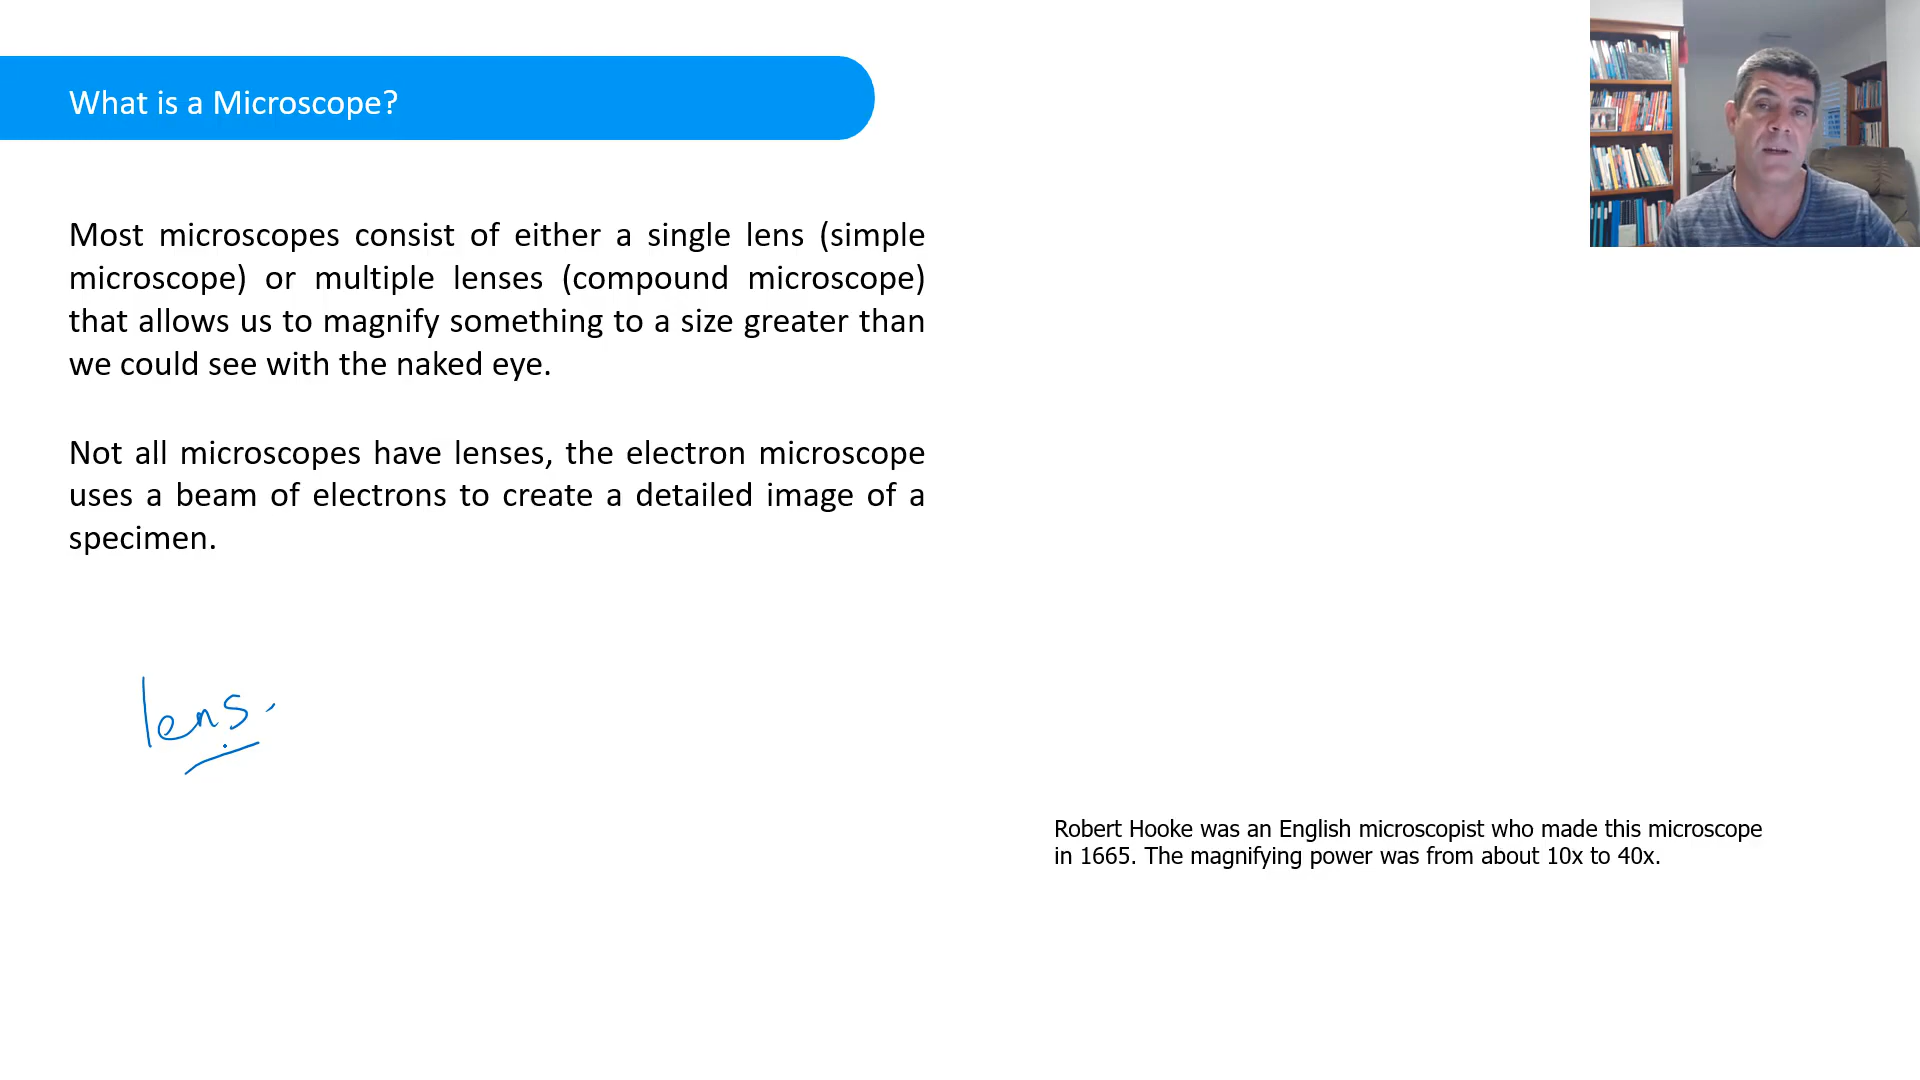 What is a Microscope?
Most microscopes consist of either a single lens (simple
microscope) or multiple lenses (compound microscope)
that allows us to magnify something to a size greater than
we could see with the naked eye.
Not all microscopes have lenses, the electron microscope
uses a beam of electrons to create a detailed image of a
specimen.
lens.
Robert Hooke was an English microscopist who made this microscope
in 1665. The magnifying power was from about 10x to 40x.